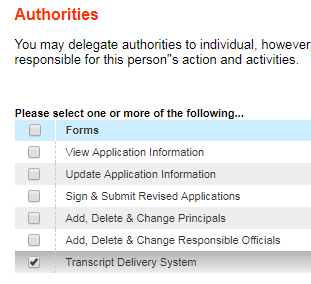 Authorities
You may delegate authorities to individual, however
responsible for this person"s action and activities.
Please select one or more of the following...
Forms
View Application Information
Update Application Information
Sign & Submit Revised Applications
Add, Delete & Change Principals
Add, Delete & Change Responsible Officials
Transcript Delivery System